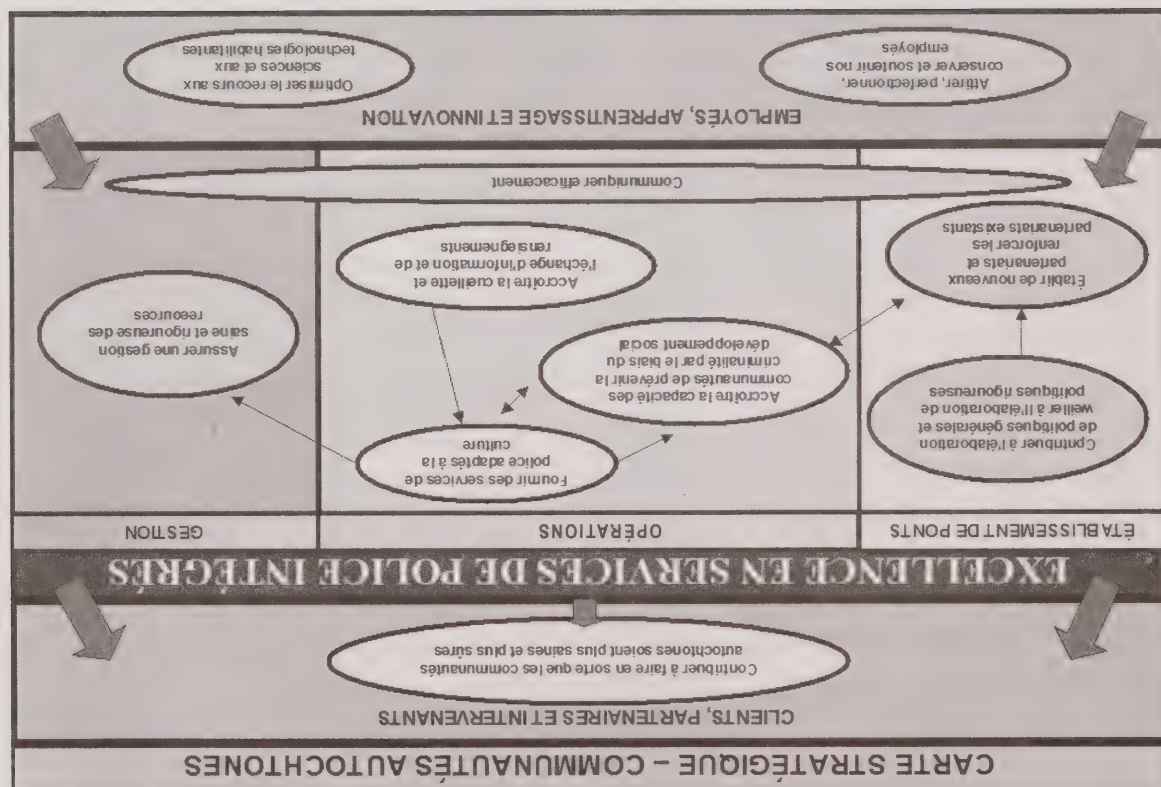 CARTE STRATÉGIQUE – COMMUNAUTÉS AUTOCHTONES
CLIENTS, PARTENAIRES ET INTERVENANTS
Contribuer à faire en sorte que les communautés
autochtones soient plus saines et plus sûres
EXCELLENCE EN SERVICES DE POLICE INTÉGRÉS
ÉTABLISSEMENT DE PONTS
OPÉRATIONS
GESTION
Contribuer à l'élaboration
de politiques générales et
weiller à l'élaboration de
politiques rigoureuses
Établir de nouveaux
partenariats et
renforcer les
partenariats existants
Fournir des services de
police adaptés à la
culture
Accroître la capacité des
communautés de prévenir la
criminalité par le biais du
développement social
Accroître la cueillette et
l'échange d'information et de
rensiegnements
Assurer une gestion
saine et rigoureuse des
reecources
Communiquer efficacement
EMPLOYÉS, APPRENTISSAGE ET INNOVATION
Attirer, perfectionner,
conserver et soutenir nos
employés
Optimiser le recours aux
sciences et aux
technologies habilitantes